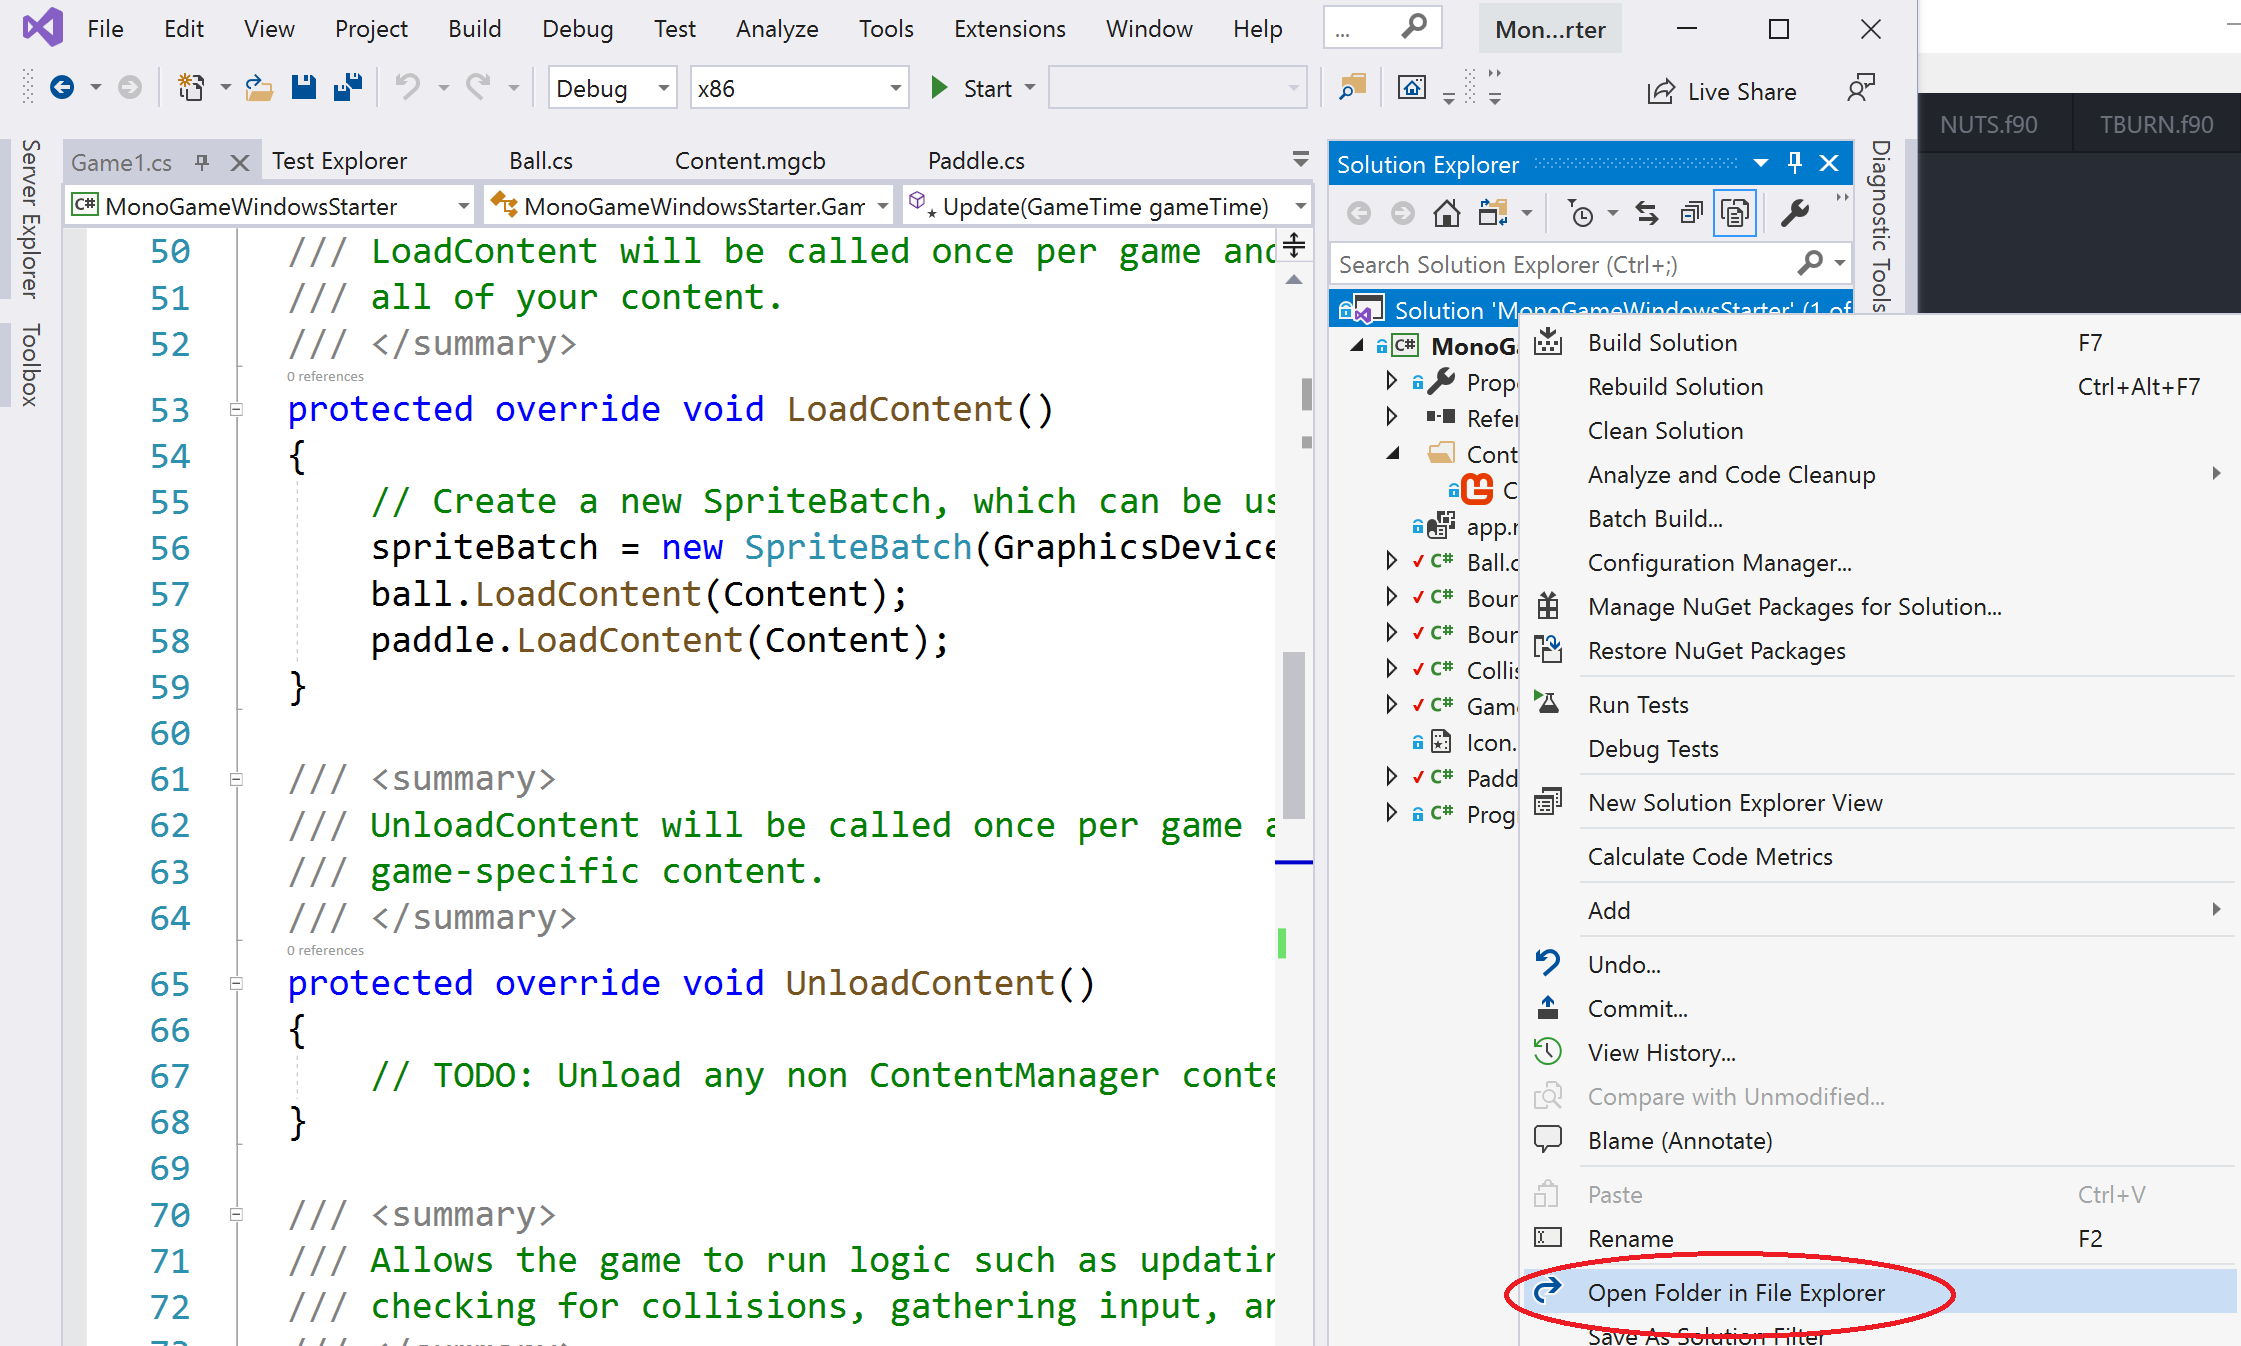 File Edit View Project Build Debug Test Analyze Tools Extensions Window Help ... Mon...rter
Debug x86 Start Live Share
NUTS.f90 TBURN.f90
Server Explorer
Toolbox
Game1.cs Test Explorer Ball.cs Content.mgcb Paddle.cs
C# MonoGameWindowsStarter MonoGameWindowsStarter.Gam Update(GameTime gameTime)
50 /// LoadContent will be called once per game and
51 /// all of your content.
52 /// </summary>
0 references
53 protected override void LoadContent()
54 {
55 // Create a new SpriteBatch, which can be us
56 spriteBatch = new SpriteBatch(GraphicsDevice
57 ball.LoadContent(Content);
58 paddle.LoadContent(Content);
59 }
60
61 /// <summary>
62 /// UnloadContent will be called once per game a
63 /// game-specific content.
64 /// </summary>
0 references
65 protected override void UnloadContent()
66 {
67 // TODO: Unload any non ContentManager conte
68 }
69
70 /// <summary>
71 /// Allows the game to run logic such as updatin
72 /// checking for collisions, gathering input, an
73 /// </summary>
Solution Explorer
Search Solution Explorer (Ctrl+;)
Solution 'MonoGameWindowsStarter' (1 of
C# MonoG
Prop
Refer
Cont
C
app.r
C# Ball.c
C# Boun
C# Boun
C# Collis
C# Game
Icon.
C# Padd
C# Prog
Diagnostic Tools
Build Solution F7
Rebuild Solution Ctrl+Alt+F7
Clean Solution
Analyze and Code Cleanup
Batch Build...
Configuration Manager...
Manage NuGet Packages for Solution...
Restore NuGet Packages
Run Tests
Debug Tests
New Solution Explorer View
Calculate Code Metrics
Add
Undo...
Commit...
View History...
Compare with Unmodified...
Blame (Annotate)
Paste Ctrl+V
Rename F2
Open Folder in File Explorer
Save As Solution Filter